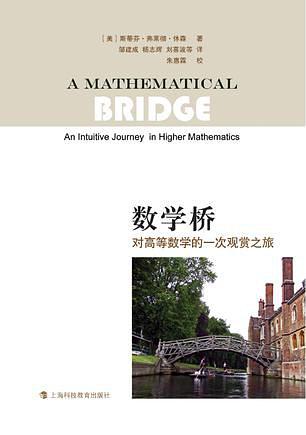 ［美］斯蒂芬·弗莱彻·休森 著
邹建成 杨志辉 刘喜波等 译
朱惠霖 校
A MATHEMATICAL
BRIDGE
An Intuitive Journey in Higher Mathematics
数学桥
对高等数学的一次观赏之旅
上海科技教育出版社